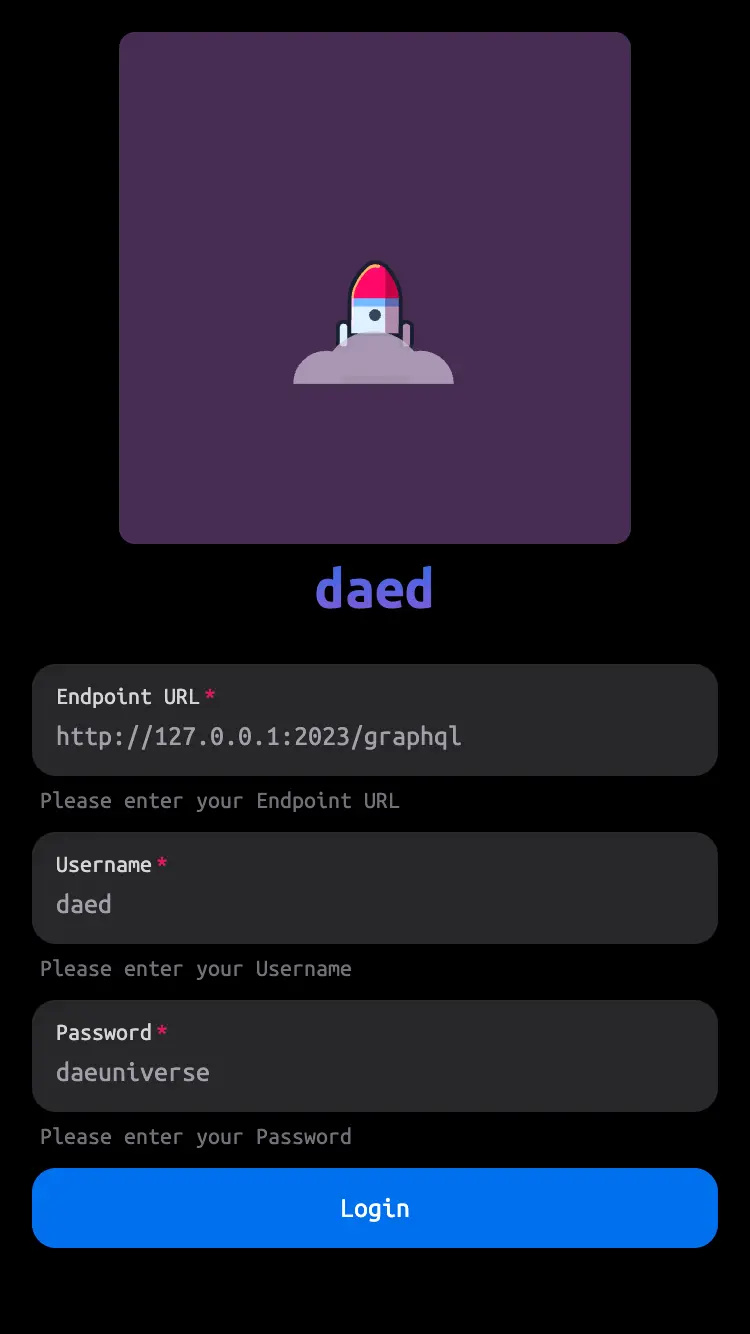 daed
Endpoint URL*
http://127.0.0.1:2023/graphql
Please enter your Endpoint URL
Username*
daed
Please enter your Username
Password*
daeuniverse
Please enter your Password
Login